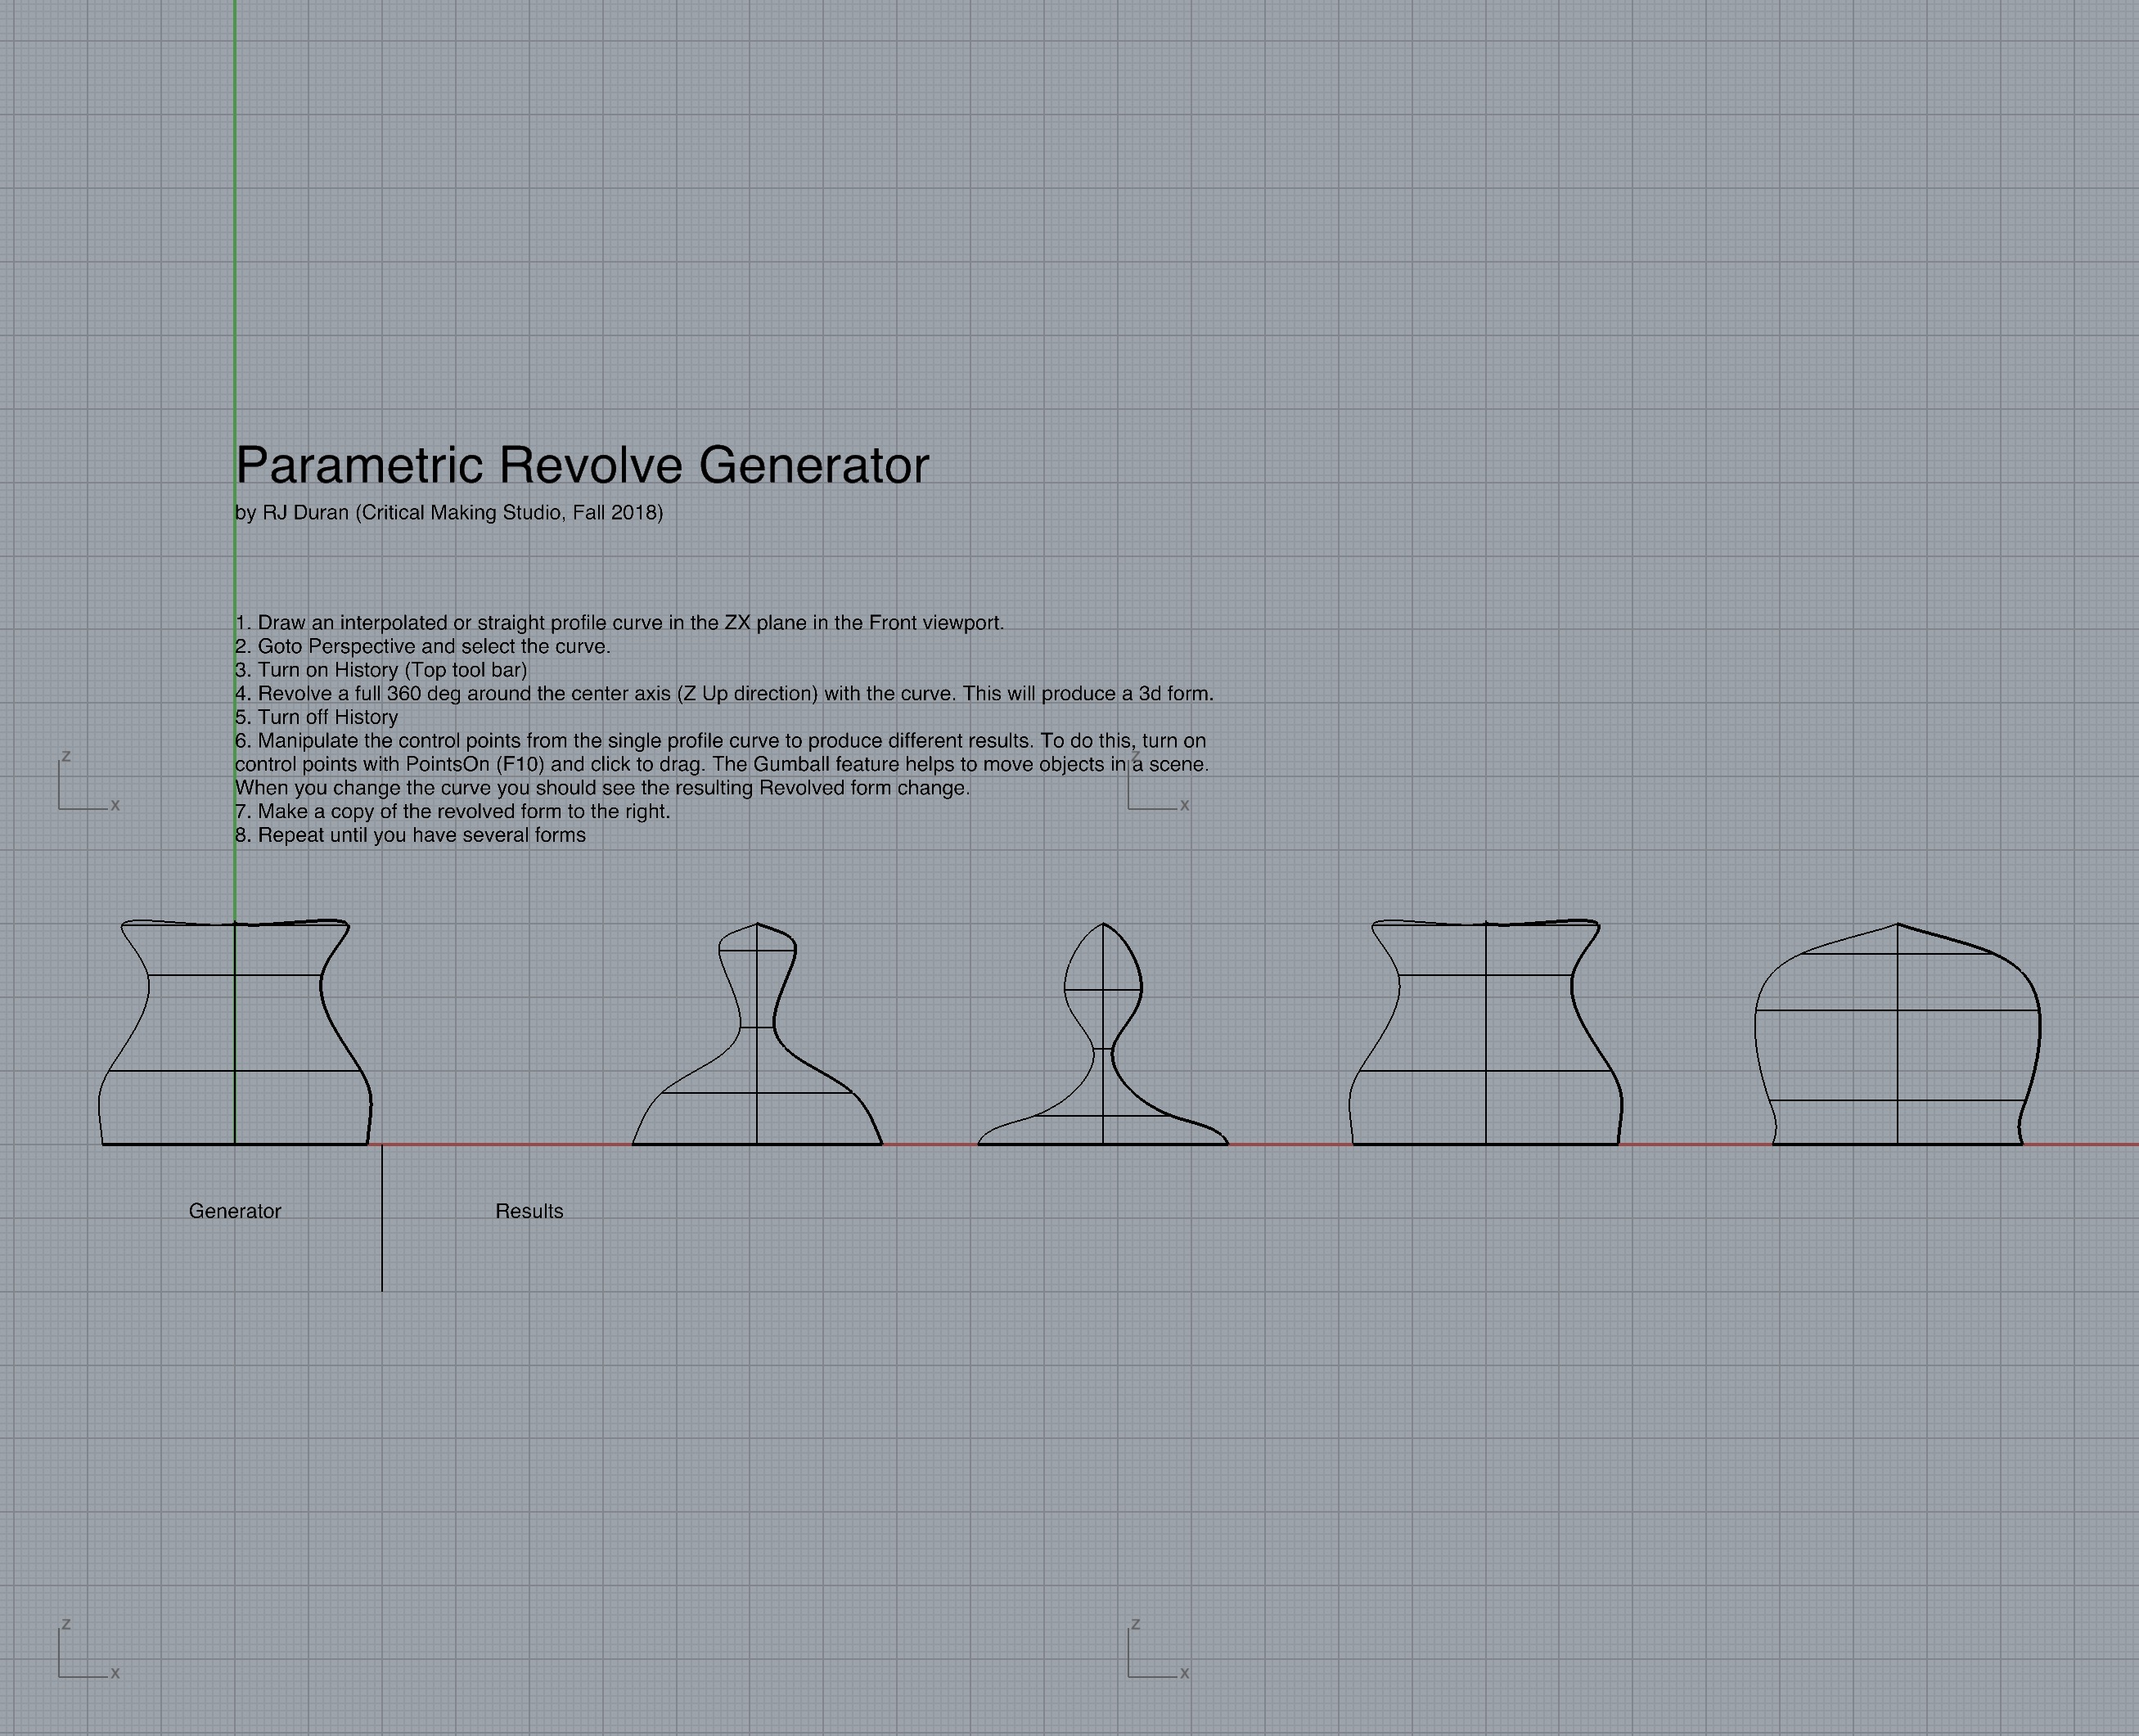 Parametric Revolve Generator
by RJ Duran (Critical Making Studio, Fall 2018)
1. Draw an interpolated or straight profile curve in the ZX plane in the Front viewport.
2. Goto Perspective and select the curve.
3. Turn on History (Top tool bar)
4. Revolve a full 360 deg around the center axis (Z Up direction) with the curve. This will produce a 3d form.
5. Turn off History
6. Manipulate the control points from the single profile curve to produce different results. To do this, turn on
control points with PointsOn (F10) and click to drag. The Gumball feature helps to move objects in a scene.
When you change the curve you should see the resulting Revolved form change.
7. Make a copy of the revolved form to the right.
8. Repeat until you have several forms
z
x
z
x
Generator
Results
z
x
z
x